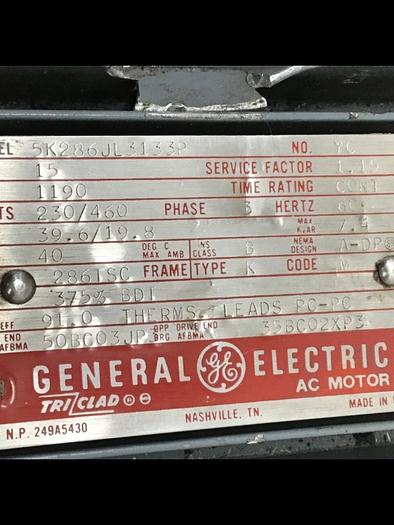 EL 5K286JL3133P NO. YC
15 SERVICE FACTOR 1.15
1190 TIME RATING CONT
TS 230/460 PHASE 3 HERTZ 60
39.6/19.8 MAX KVAR 7.4
40 DEG C MAX AMB INS CLASS B NEMA DESIGN A-DP
286TSC FRAME TYPE K CODE
375% BDT
EFF 91.0 THERMS. LEADS PC-PC
END AFBMA 50BC03JP OPP DRIVE END BRG AFBMA 35BC02XP3
GENERAL GE ELECTRIC
TRI/CLAD ® AC MOTOR
NASHVILLE, TN. MADE IN
N.P. 249A5430